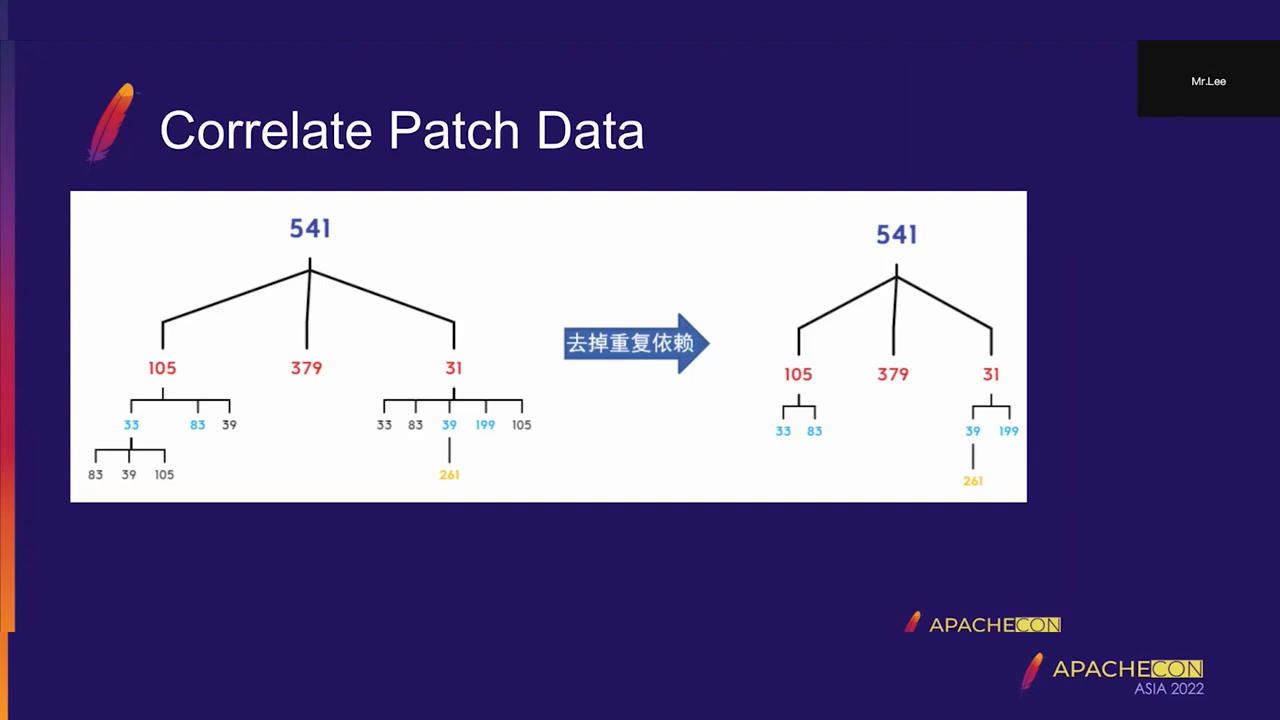 Mr.Lee
Correlate Patch Data
541
105 379 31
33 83 39 33 83 39 199 105
83 39 105 261
去掉重复依赖
541
105 379 31
33 83 39 199
261
APACHECON
APACHECON
ASIA 2022